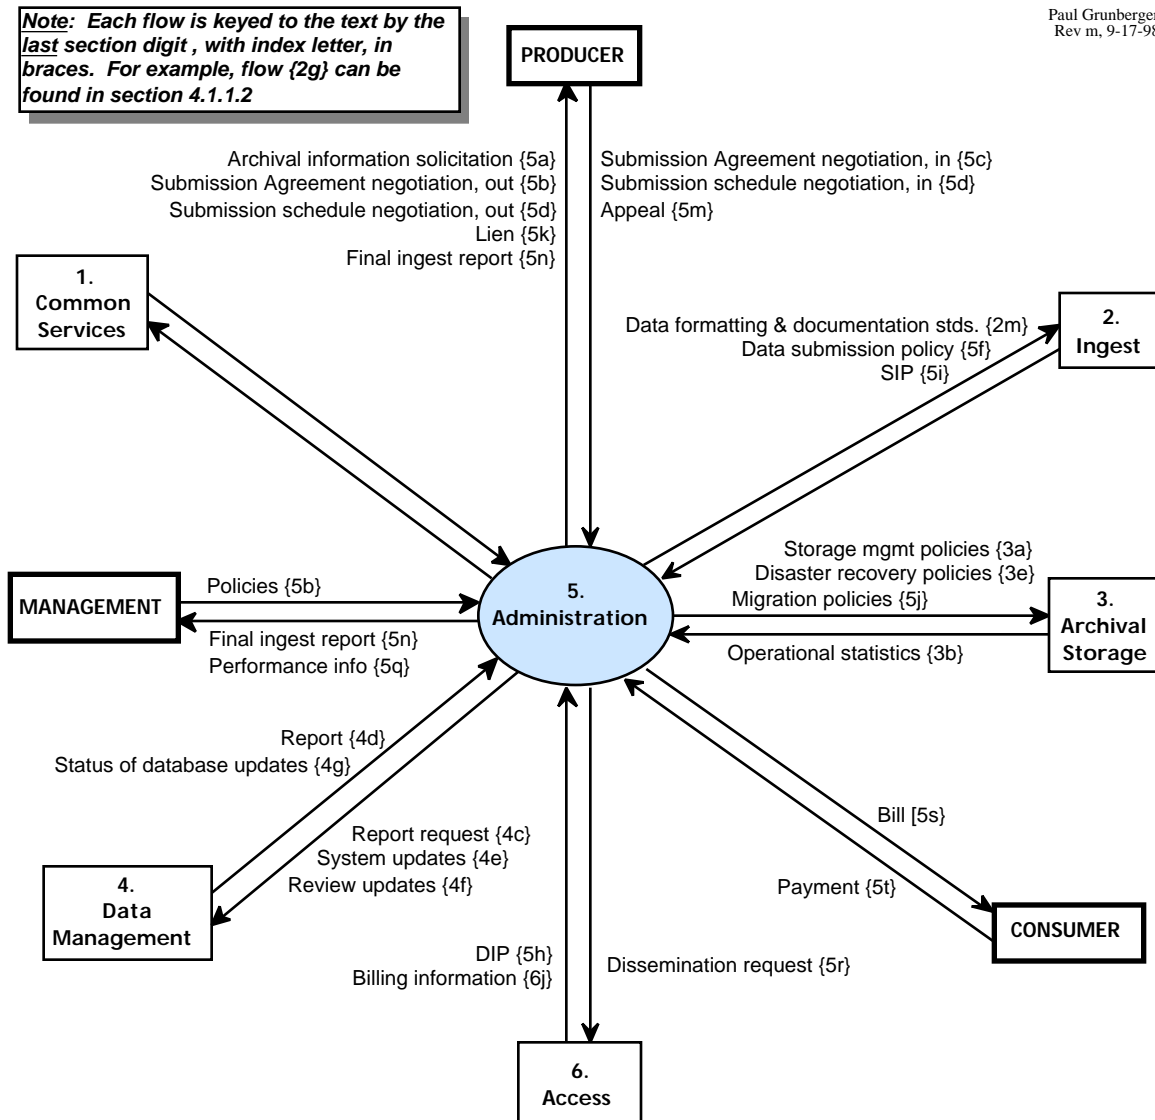 Note: Each flow is keyed to the text by the
last section digit , with index letter, in
braces. For example, flow {2g} can be
found in section 4.1.1.2
Paul Grunberger
Rev m, 9-17-98
PRODUCER
Archival information solicitation {5a}
Submission Agreement negotiation, out {5b}
Submission schedule negotiation, out {5d}
Lien {5k}
Final ingest report {5n}
Submission Agreement negotiation, in {5c}
Submission schedule negotiation, in {5d}
Appeal {5m}
1.
Common
Services
Data formatting & documentation stds. {2m}
Data submission policy {5f}
SIP {5i}
2.
Ingest
MANAGEMENT
Policies {5b}
Final ingest report {5n}
Performance info {5q}
5.
Administration
Storage mgmt policies {3a}
Disaster recovery policies {3e}
Migration policies {5j}
Operational statistics {3b}
3.
Archival
Storage
Report {4d}
Status of database updates {4g}
Report request {4c}
System updates {4e}
Review updates {4f}
4.
Data
Management
Bill [5s}
Payment {5t}
CONSUMER
DIP {5h}
Billing information {6j}
Dissemination request {5r}
6.
Access